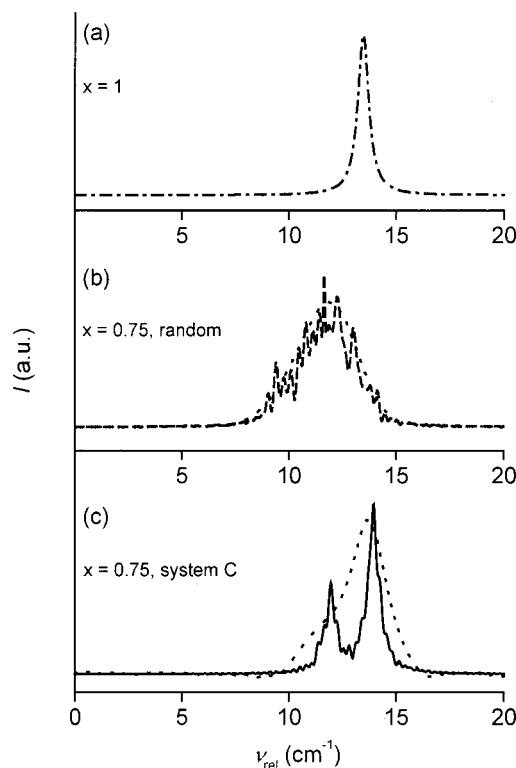 (a)
x = 1
5 10 15 20
(b)
x = 0.75, random
5 10 15 20
(c)
x = 0.75, system C
0 5 10 15 20
I (a.u.)
ν_rel (cm⁻¹)